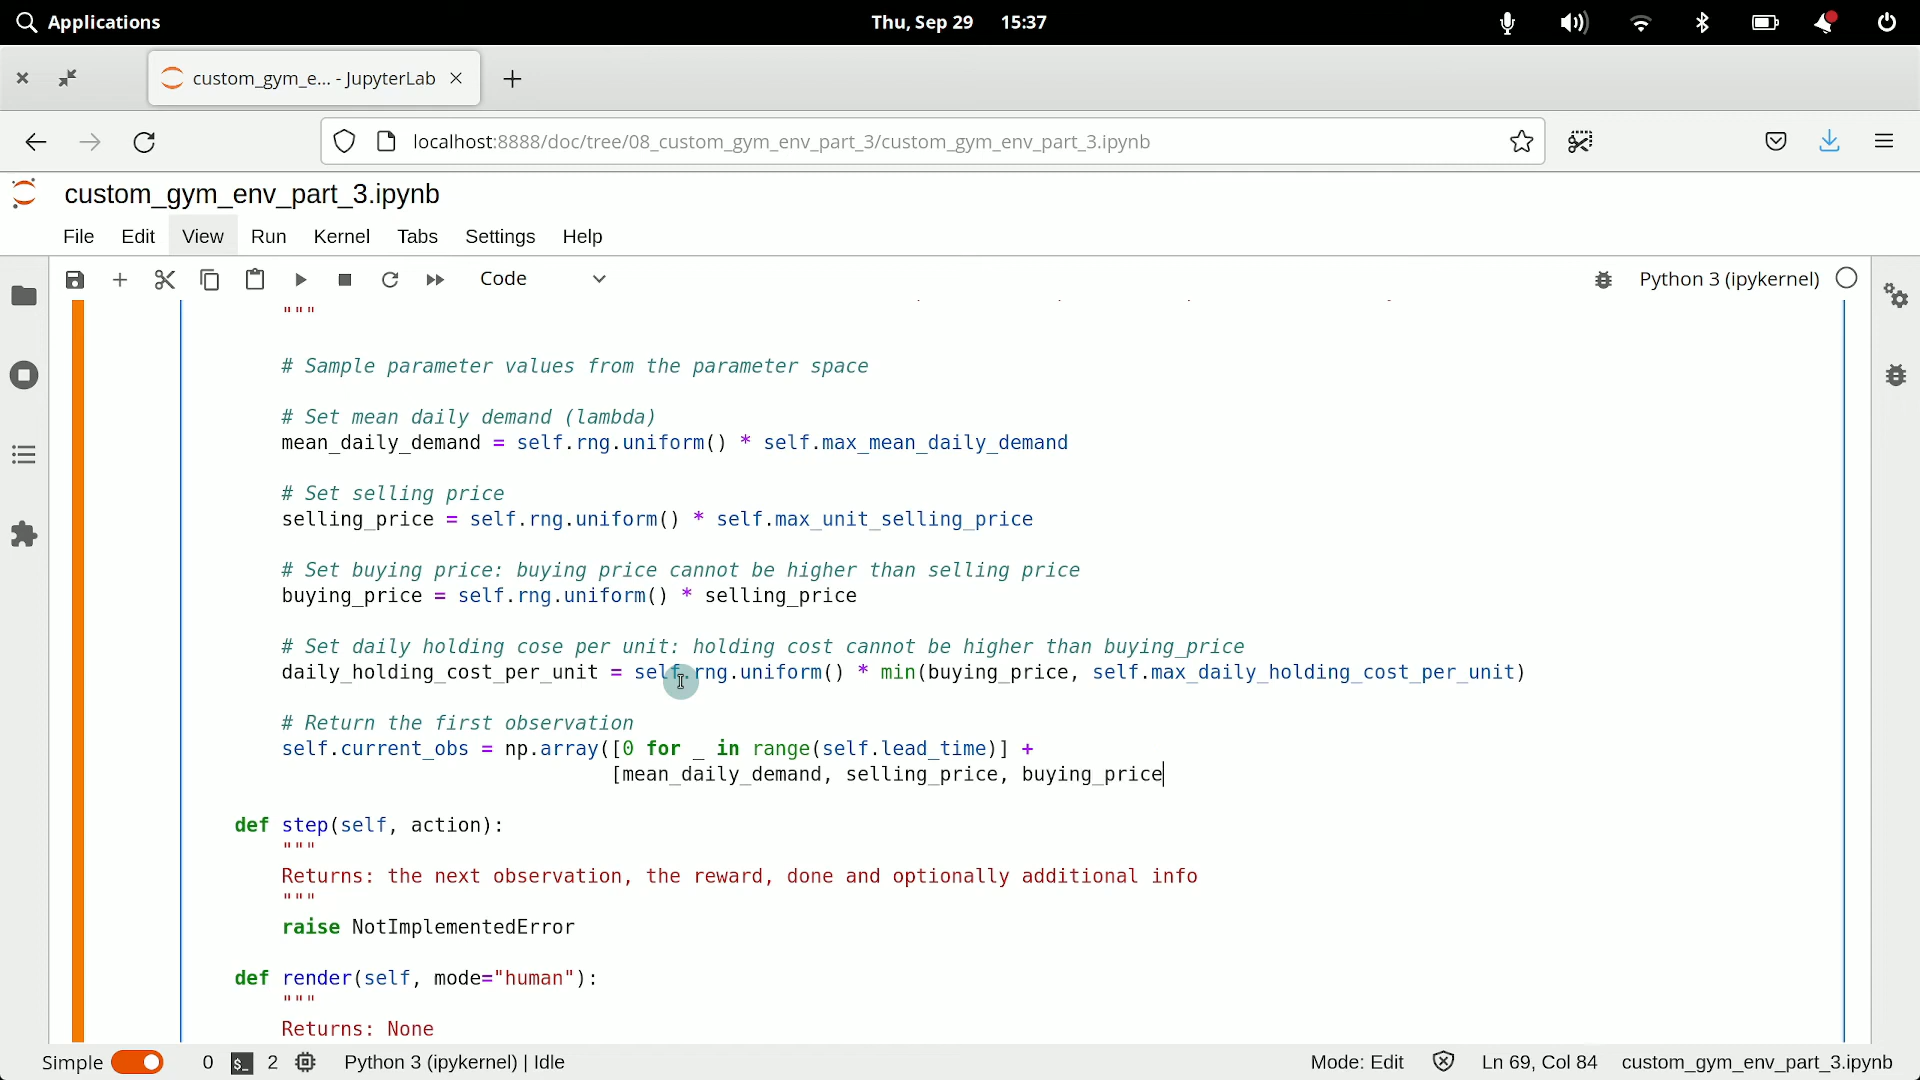 Applications
Thu, Sep 29 15:37
custom_gym_e... - JupyterLab
localhost:8888/doc/tree/08_custom_gym_env_part_3/custom_gym_env_part_3.ipynb
custom_gym_env_part_3.ipynb
File Edit View Run Kernel Tabs Settings Help
Code
Python 3 (ipykernel)
"""
# Sample parameter values from the parameter space
# Set mean daily demand (lambda)
mean_daily_demand = self.rng.uniform() * self.max_mean_daily_demand
# Set selling price
selling_price = self.rng.uniform() * self.max_unit_selling_price
# Set buying price: buying price cannot be higher than selling price
buying_price = self.rng.uniform() * selling_price
# Set daily holding cose per unit: holding cost cannot be higher than buying_price
daily_holding_cost_per_unit = self.rng.uniform() * min(buying_price, self.max_daily_holding_cost_per_unit)
# Return the first observation
self.current_obs = np.array([0 for _ in range(self.lead_time)] +
[mean_daily_demand, selling_price, buying_price
def step(self, action):
"""
Returns: the next observation, the reward, done and optionally additional info
"""
raise NotImplementedError
def render(self, mode="human"):
"""
Returns: None
Simple 0 $_ 2 Python 3 (ipykernel) | Idle
Mode: Edit Ln 69, Col 84 custom_gym_env_part_3.ipynb